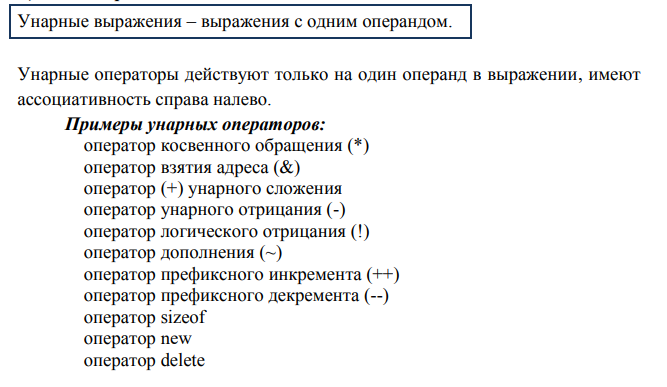 Унарные выражения – выражения с одним операндом.
Унарные операторы действуют только на один операнд в выражении, имеют
ассоциативность справа налево.
Примеры унарных операторов:
оператор косвенного обращения (*)
оператор взятия адреса (&)
оператор (+) унарного сложения
оператор унарного отрицания (-)
оператор логического отрицания (!)
оператор дополнения (~)
оператор префиксного инкремента (++)
оператор префиксного декремента (--)
оператор sizeof
оператор new
оператор delete